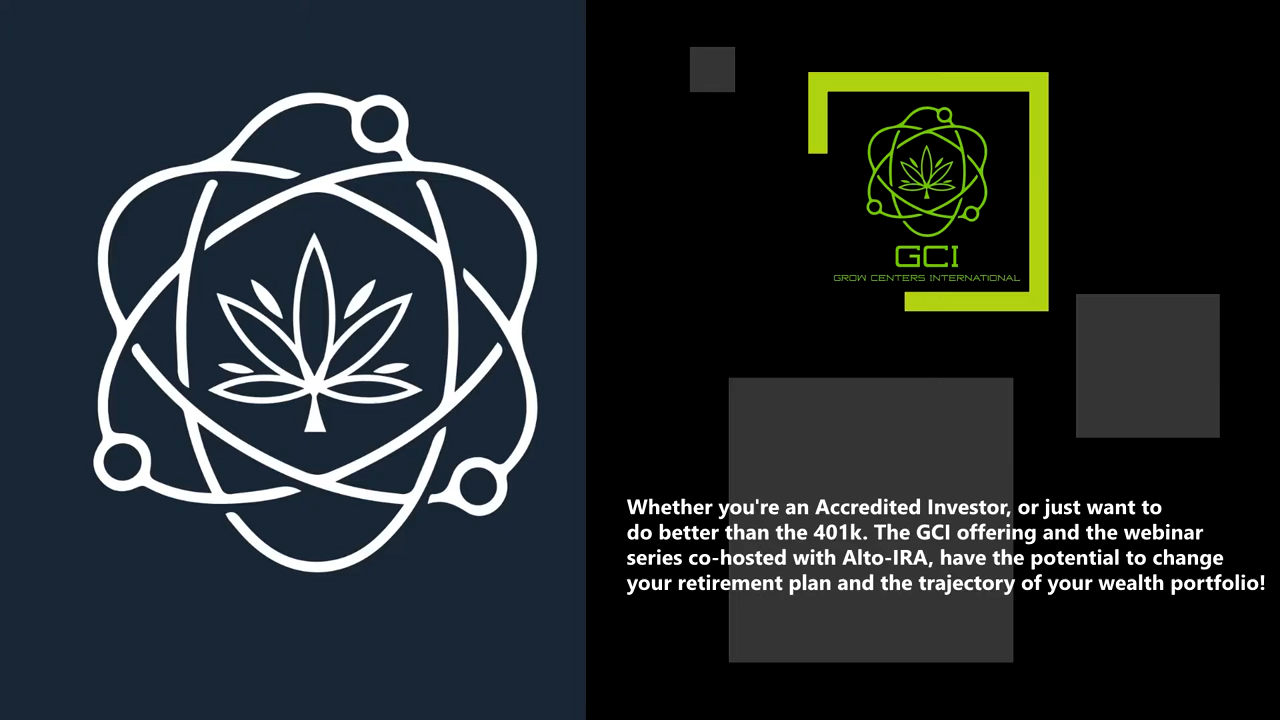 GCI
GROW CENTERS INTERNATIONAL
Whether you're an Accredited Investor, or just want to
do better than the 401k. The GCI offering and the webinar
series co-hosted with Alto-IRA, have the potential to change
your retirement plan and the trajectory of your wealth portfolio!